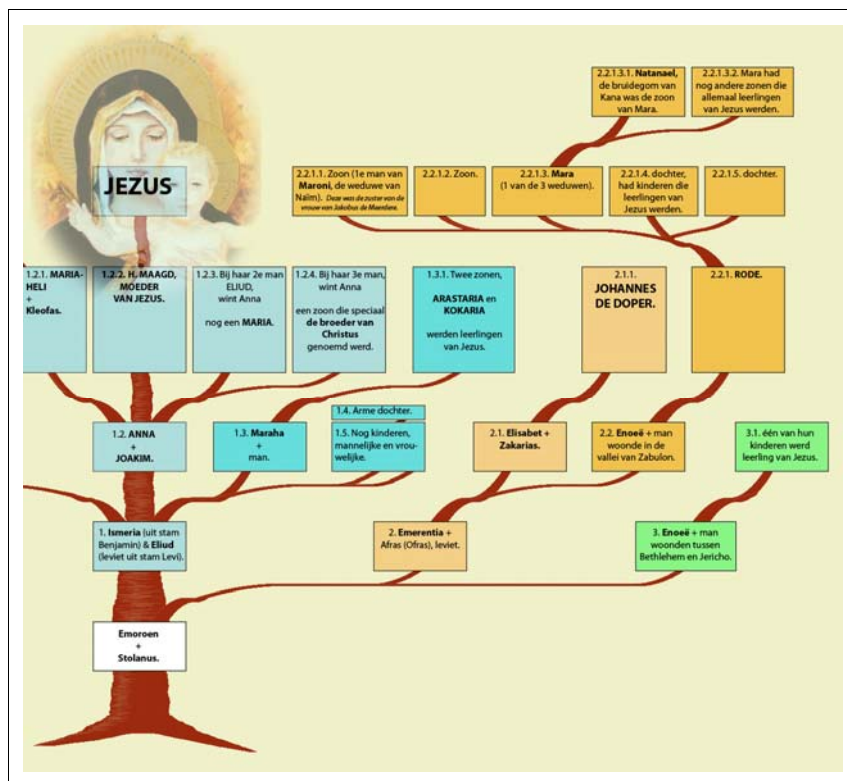 2.2.1.3.1. Natanael,
de bruidegom van
Kana was de zoon
van Mara.
2.2.1.3.2. Mara had
nog andere zonen die
allemaal leerlingen
van Jezus werden.
JEZUS
2.2.1.1. Zoon (1e man van
Maroni, de weduwe van
Naïm). Deze was de zuster van de
vrouw van Jakobus de Meerdere.
2.2.1.2. Zoon.
2.2.1.3. Mara
(1 van de 3 weduwen).
2.2.1.4. dochter,
had kinderen die
leerlingen van
Jezus werden.
2.2.1.5. dochter.
1.2.1. MARIA-
HELI
+
Kleofas.
1.2.2. H. MAAGD,
MOEDER
VAN JEZUS.
1.2.3. Bij haar 2e man
ELIUD,
wint Anna
nog een MARIA.
1.2.4. Bij haar 3e man,
wint Anna
een zoon die speciaal
de broeder van
Christus
genoemd werd.
1.3.1. Twee zonen,
ARASTARIA en
KOKARIA
werden leerlingen
van Jezus.
2.1.1.
JOHANNES
DE DOPER.
2.2.1. RODE.
1.2. ANNA
+
JOAKIM.
1.3. Maraha
+
man.
1.4. Arme dochter.
1.5. Nog kinderen,
mannelijke en vrou-
welijke.
2.1. Elisabet +
Zakarias.
2.2. Enoeë + man
woonde in de
vallei van Zabulon.
3.1. één van hun
kinderen werd
leerling van Jezus.
1. Ismeria (uit stam
Benjamin) & Eliud
(leviet uit stam Levi).
2. Emerentia +
Afras (Ofras), leviet.
3. Enoeë + man
woonden tussen
Bethlehem en Jericho.
Emoroen
+
Stolanus.